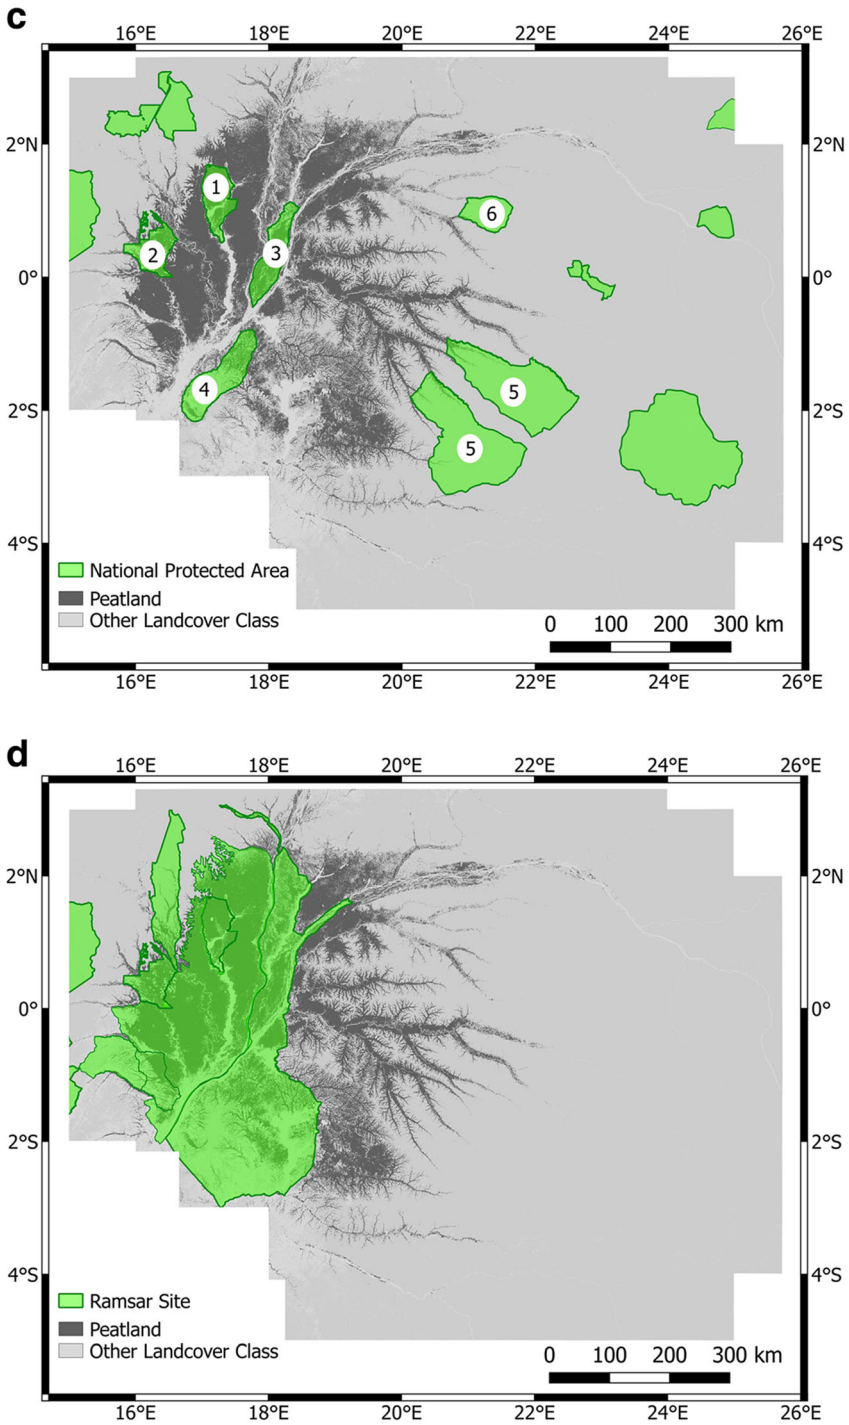 c
16°E 18°E 20°E 22°E 24°E 26°E
2°N 2°N
1
6
3
2
0° 0°
4
5
2°S 2°S
5
4°S 4°S
National Protected Area
Peatland
Other Landcover Class
0 100 200 300 km
16°E 18°E 20°E 22°E 24°E 26°E
d
16°E 18°E 20°E 22°E 24°E 26°E
2°N 2°N
0° 0°
2°S 2°S
4°S 4°S
Ramsar Site
Peatland
Other Landcover Class
0 100 200 300 km
16°E 18°E 20°E 22°E 24°E 26°E